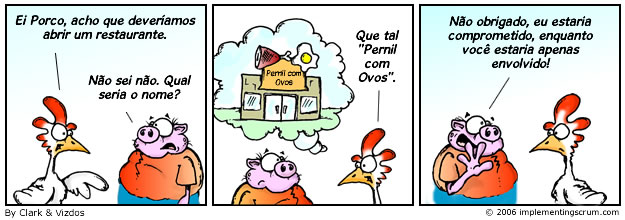 Ei Porco, acho que deveríamos
abrir um restaurante.
Não sei não. Qual
seria o nome?
Pernil com
Ovos
Que tal
"Pernil
com
Ovos".
Não obrigado, eu estaria
comprometido, enquanto
você estaria apenas
envolvido!
By Clark & Vizdos
© 2006 implementingscrum.com